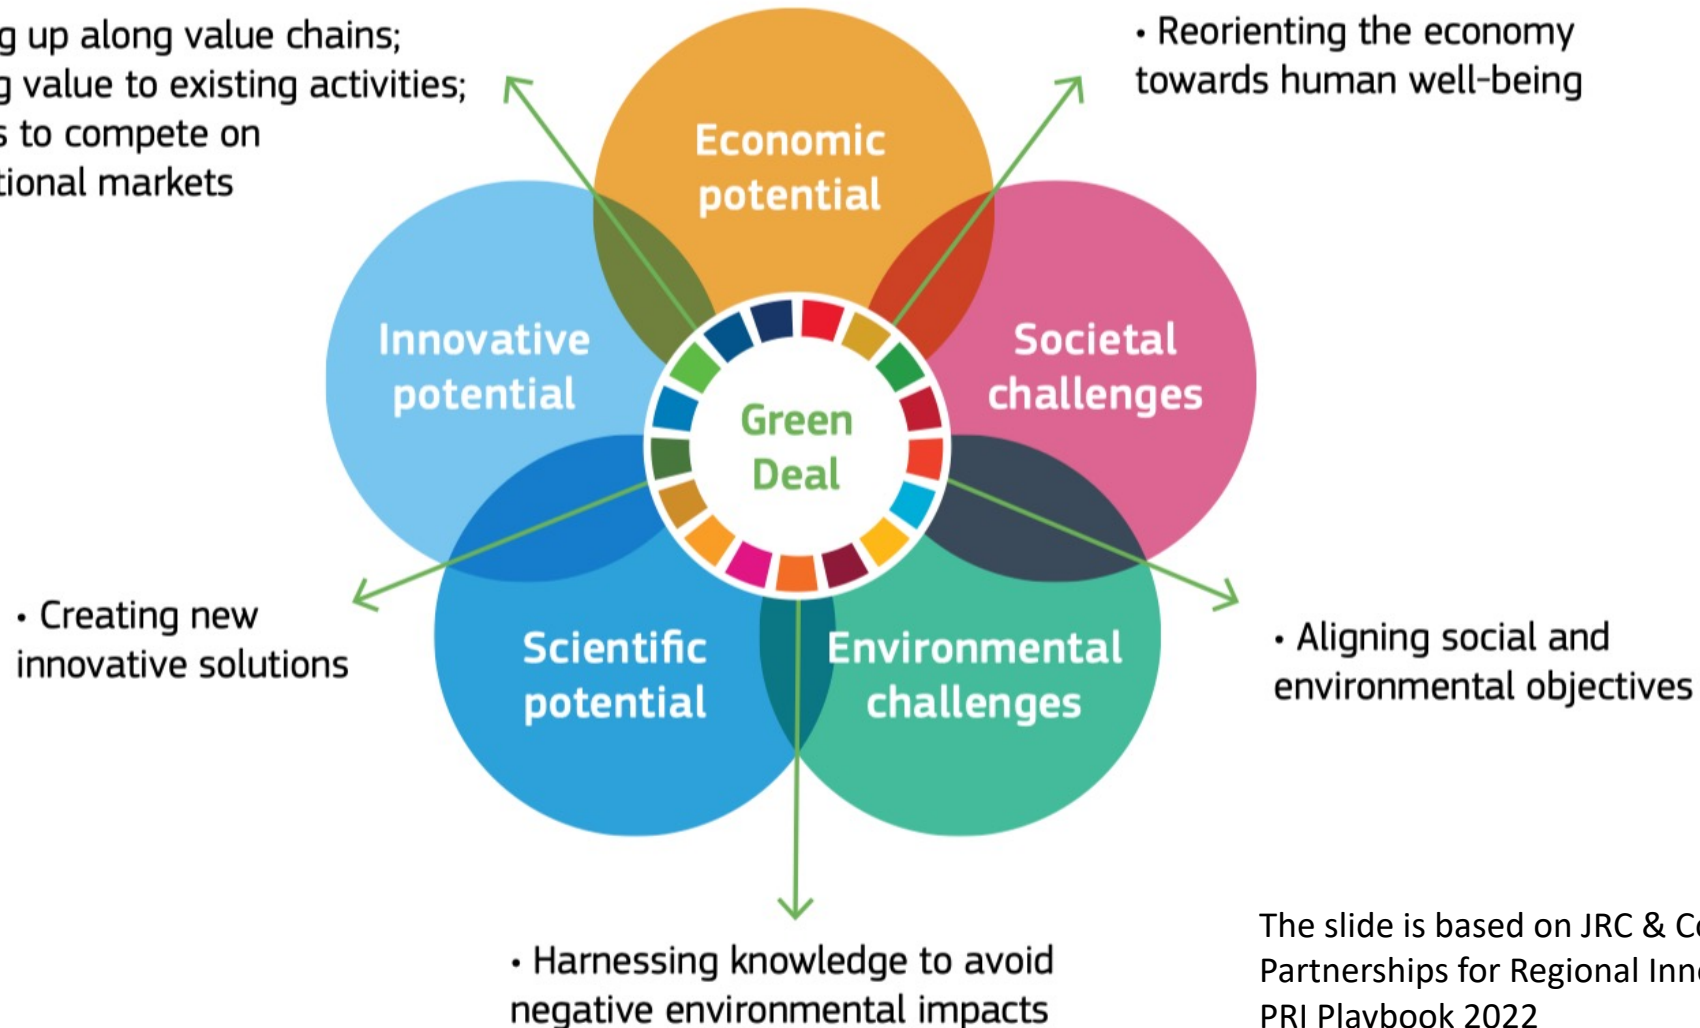 up along value chains;
value to existing activities;
to compete on
markets
• Reorienting the economy
towards human well-being
Economic
potential
Innovative
potential
Societal
challenges
Green
Deal
• Creating new
innovative solutions
Scientific
potential
Environmental
challenges
• Aligning social and
environmental objectives
• Harnessing knowledge to avoid
negative environmental impacts
The slide is based on JRC &
Partnerships for Regional
PRI Playbook 2022